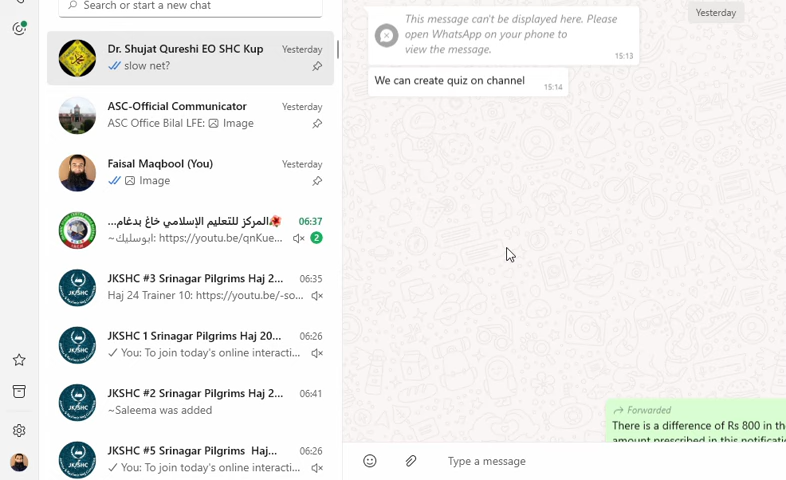 Search or start a new chat
Dr. Shujat Qureshi EO SHC Kup
Yesterday
slow net?
ASC-Official Communicator
Yesterday
ASC Office Bilal LFE: Image
Faisal Maqbool (You)
Yesterday
Image
المركز للتعليم الإسلامي خاغ بدغام...
06:37
~ابوسليك: https://youtu.be/qnKue...
2
JKSHC #3 Srinagar Pilgrims Haj 2...
06:35
Haj 24 Trainer 10: https://youtu.be/-so...
JKSHC 1 Srinagar Pilgrims Haj 20...
06:26
You: To join today's online interacti...
JKSHC #2 Srinagar Pilgrims Haj 2...
06:41
~Saleema was added
JKSHC #5 Srinagar Pilgrims Haj...
06:26
You: To join today's online interacti...
Yesterday
This message can't be displayed here. Please
open WhatsApp on your phone to
view the message.
15:13
We can create quiz on channel
15:14
Forwarded
There is a difference of Rs 800 in the
amount prescribed in this notificati
Type a message